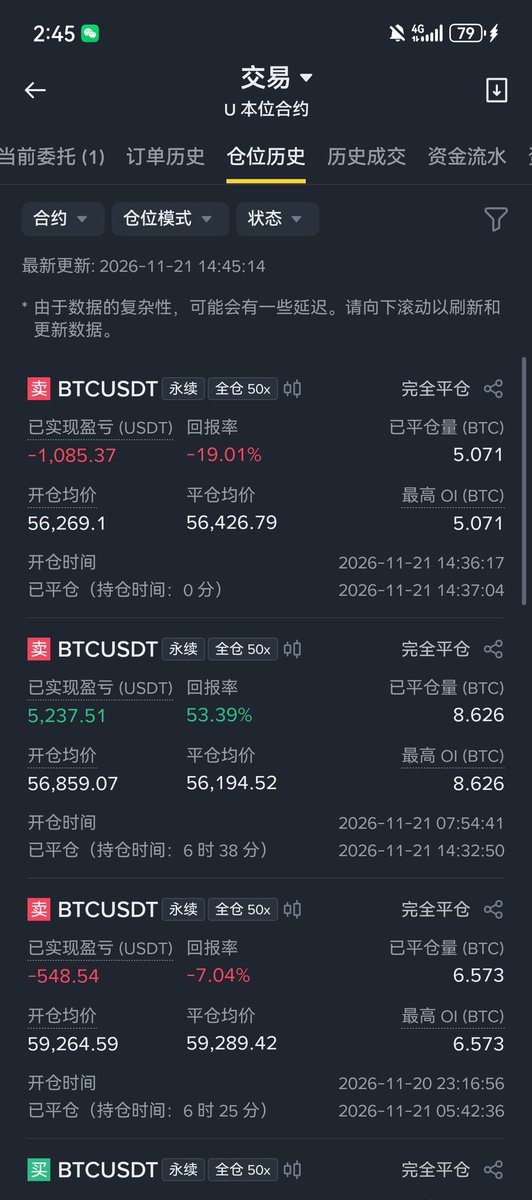 2:45 4G 79
交易
U 本位合约
当前委托 (1) 订单历史 仓位历史 历史成交 资金流水
合约 仓位模式 状态
最新更新: 2026-11-21 14:45:14
* 由于数据的复杂性，可能会有一些延迟。请向下滚动以刷新和
更新数据。
卖 BTCUSDT 永续 全仓 50x 完全平仓
已实现盈亏 (USDT) 回报率 已平仓量 (BTC)
-1,085.37 -19.01% 5.071
开仓均价 平仓均价 最高 OI (BTC)
56,269.1 56,426.79 5.071
开仓时间 2026-11-21 14:36:17
已平仓（持仓时间：0 分） 2026-11-21 14:37:04
卖 BTCUSDT 永续 全仓 50x 完全平仓
已实现盈亏 (USDT) 回报率 已平仓量 (BTC)
5,237.51 53.39% 8.626
开仓均价 平仓均价 最高 OI (BTC)
56,859.07 56,194.52 8.626
开仓时间 2026-11-21 07:54:41
已平仓（持仓时间：6 时 38 分） 2026-11-21 14:32:50
卖 BTCUSDT 永续 全仓 50x 完全平仓
已实现盈亏 (USDT) 回报率 已平仓量 (BTC)
-548.54 -7.04% 6.573
开仓均价 平仓均价 最高 OI (BTC)
59,264.59 59,289.42 6.573
开仓时间 2026-11-20 23:16:56
已平仓（持仓时间：6 时 25 分） 2026-11-21 05:42:36
买 BTCUSDT 永续 全仓 50x 完全平仓